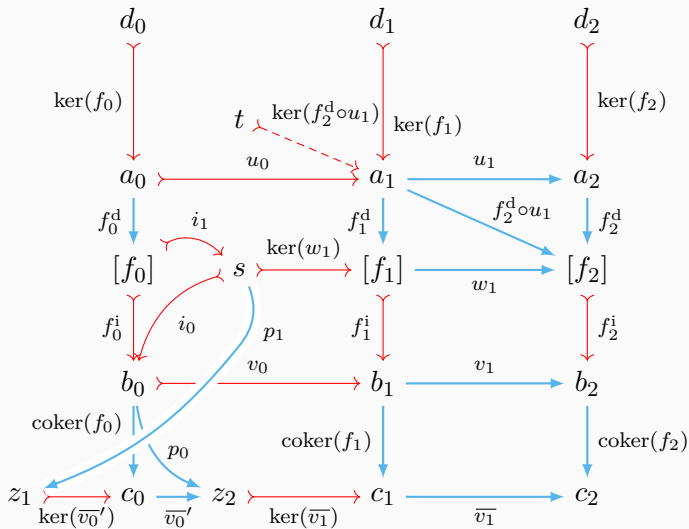 d₀ d₁ d₂
ker(f₀) ker(f₁) ker(f₂)
t ker(f₂ᵈ∘u₁)
a₀ u₀ a₁ u₁ a₂
f₀ᵈ i₁ f₁ᵈ f₂ᵈ∘u₁ f₂ᵈ
[f₀] s ker(w₁) [f₁] w₁ [f₂]
f₀ⁱ i₀ p₁ f₁ⁱ f₂ⁱ
b₀ v₀ b₁ v₁ b₂
coker(f₀) p₀ coker(f₁) coker(f₂)
z₁ c₀ z₂ c₁ c₂
ker(v̅₀′) v̅₀′ ker(v̅₁) v̅₁